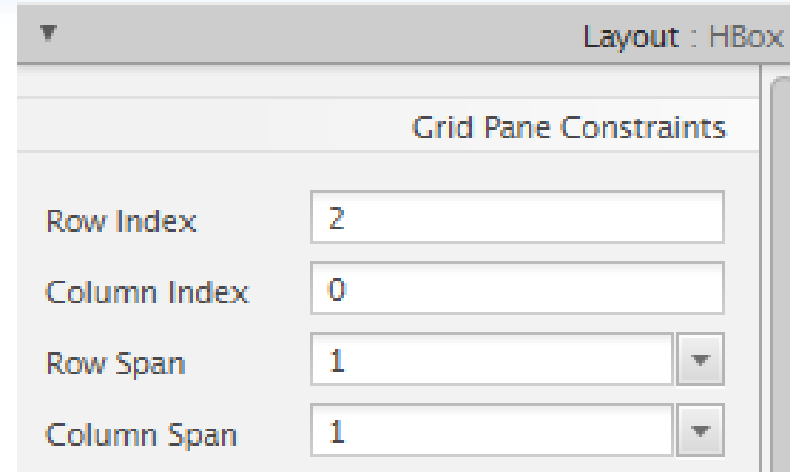 Layout : HBox
Grid Pane Constraints
Row Index 2
Column Index 0
Row Span 1
Column Span 1